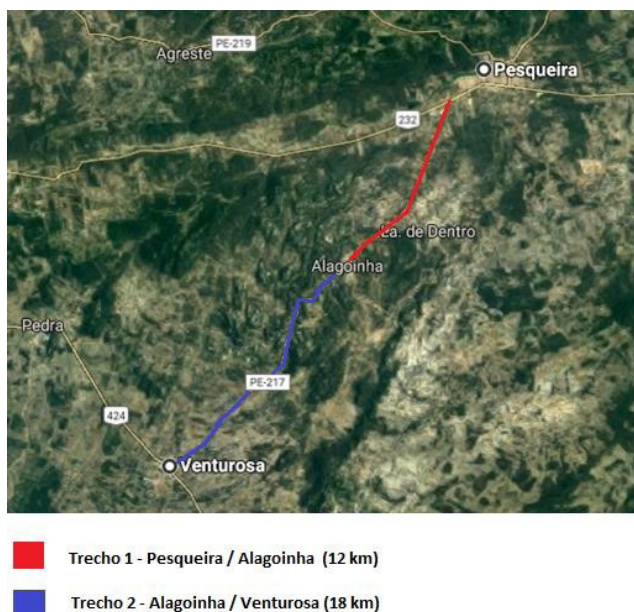 PE-219
Agreste
Pesqueira
232
La. de Dentro
Alagoinha
Pedra
PE-217
424
Venturosa
Trecho 1 - Pesqueira / Alagoinha (12 km)
Trecho 2 - Alagoinha / Venturosa (18 km)